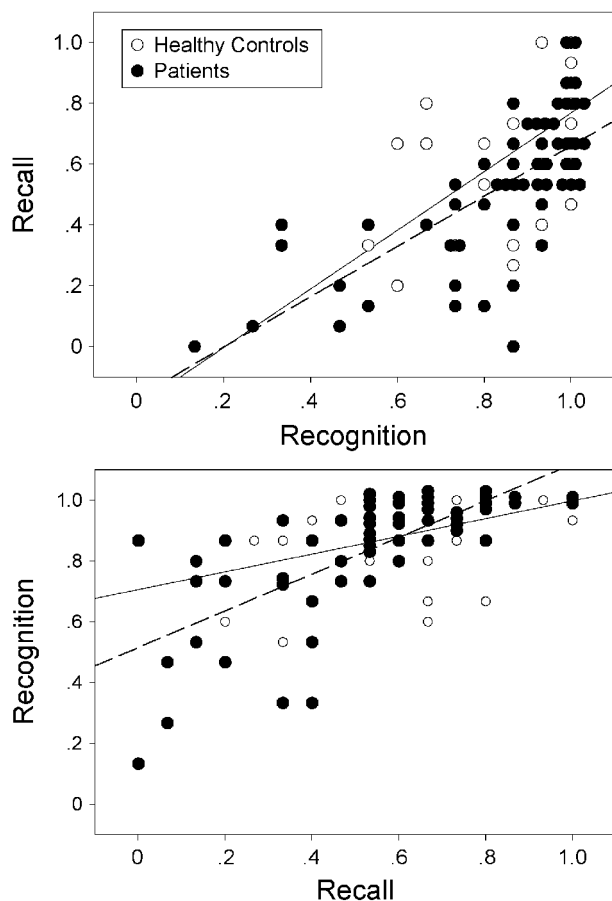 1.0
.8
.6
.4
.2
0
Recall
Healthy Controls
Patients
0 .2 .4 .6 .8 1.0
Recognition
1.0
.8
.6
.4
.2
0
Recognition
0 .2 .4 .6 .8 1.0
Recall